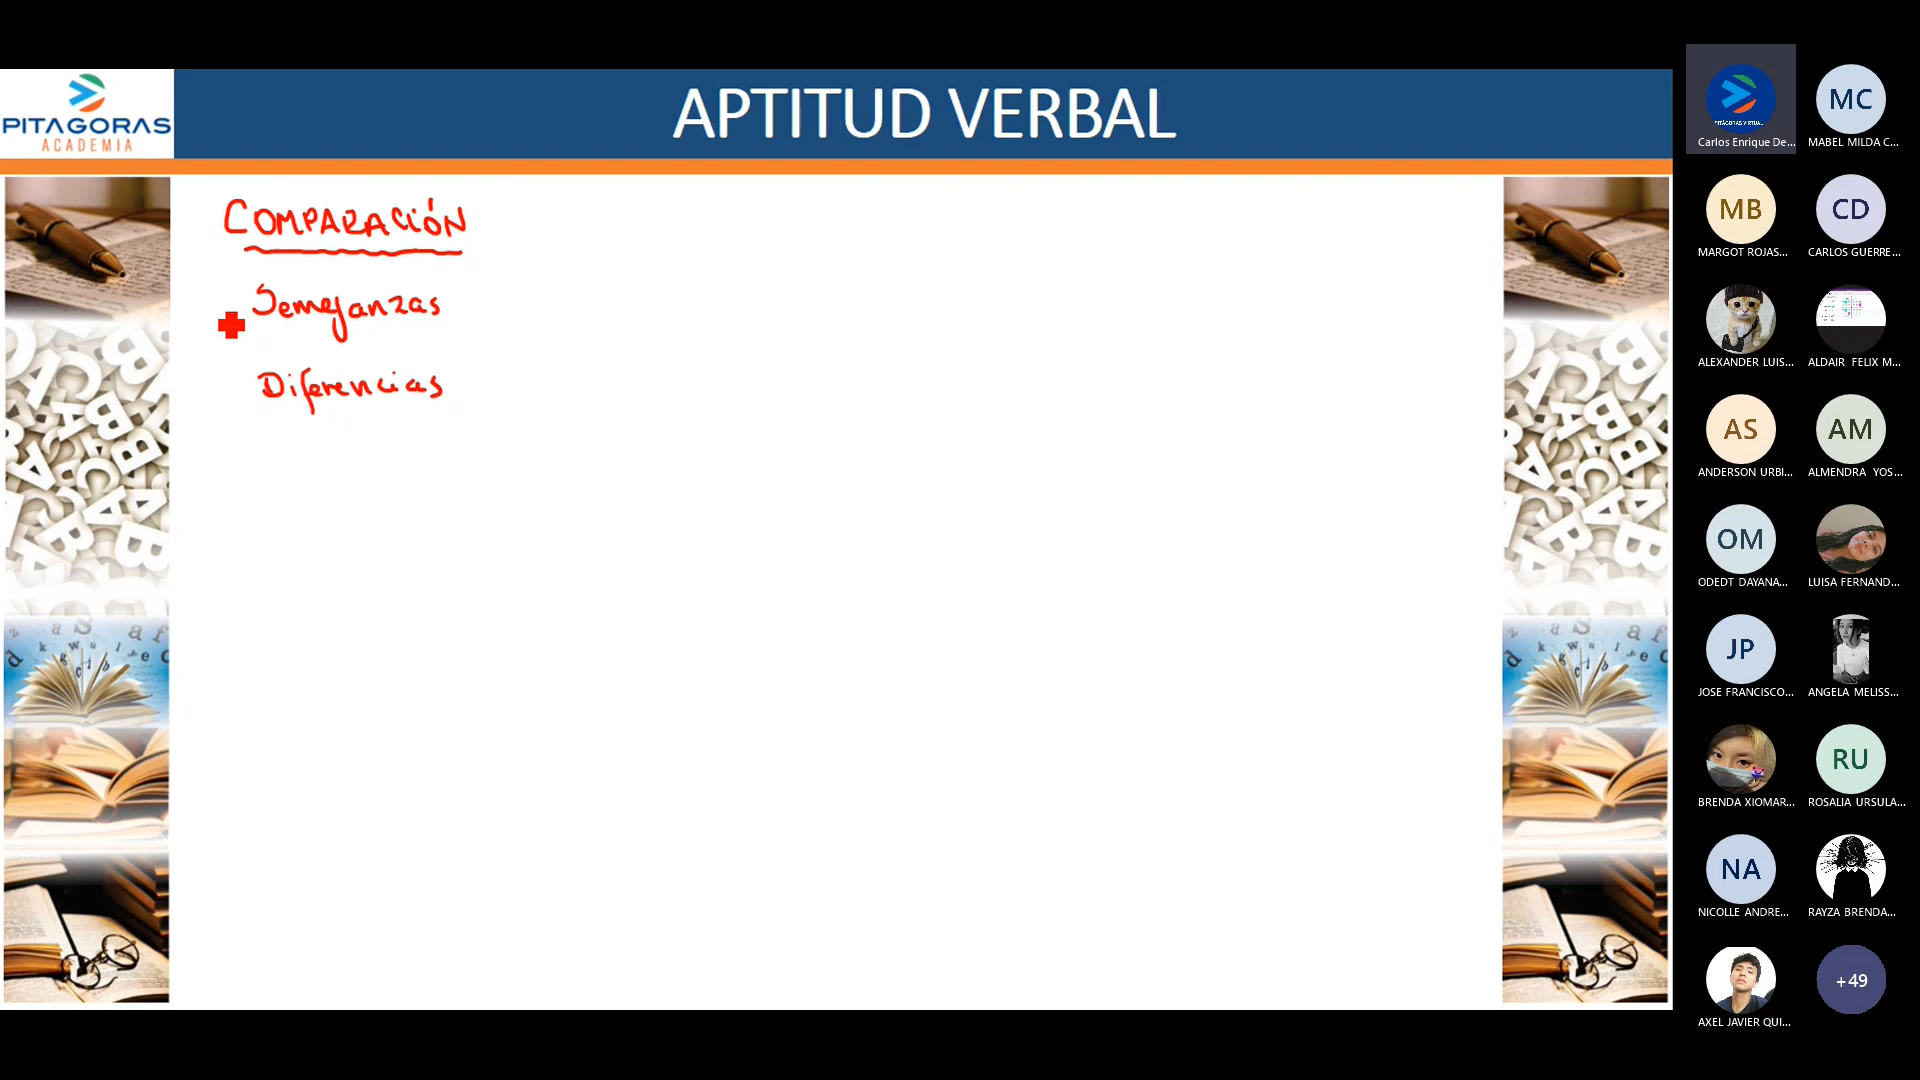 PITAGORAS
ACADEMIA
APTITUD VERBAL
COMPARACIÓN
Semejanzas
Diferencias
PITÁGORAS VIRTUAL
Carlos Enrique De...
MC
MABEL MILDA C...
MB
MARGOT ROJAS...
CD
CARLOS GUERRE...
ALEXANDER LUIS...
ALDAIR FELIX M...
AS
ANDERSON URBI...
AM
ALMENDRA YOS...
OM
ODEDT DAYANA...
LUISA FERNAND...
JP
JOSE FRANCISCO...
ANGELA MELISS...
BRENDA XIOMAR...
RU
ROSALIA URSULA...
NA
NICOLLE ANDRE...
RAYZA BRENDA...
AXEL JAVIER QUI...
+49